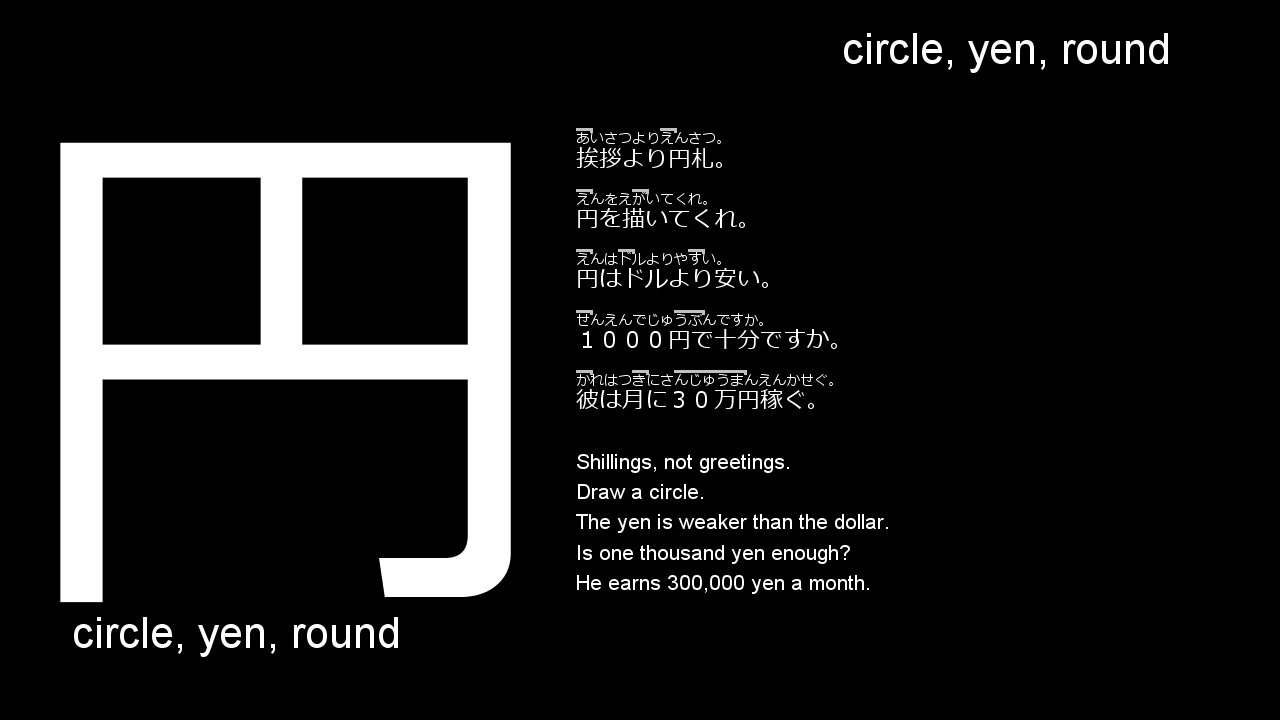 circle, yen, round
円
circle, yen, round
あいさつよりえんさつ。
挨拶より円札。
えんをえがいてくれ。
円を描いてくれ。
えんはドルよりやすい。
円はドルより安い。
せんえんでじゅうぶんですか。
１０００円で十分ですか。
かれはつきにさんじゅうまんえんかせぐ。
彼は月に３０万円稼ぐ。
Shillings, not greetings.
Draw a circle.
The yen is weaker than the dollar.
Is one thousand yen enough?
He earns 300,000 yen a month.